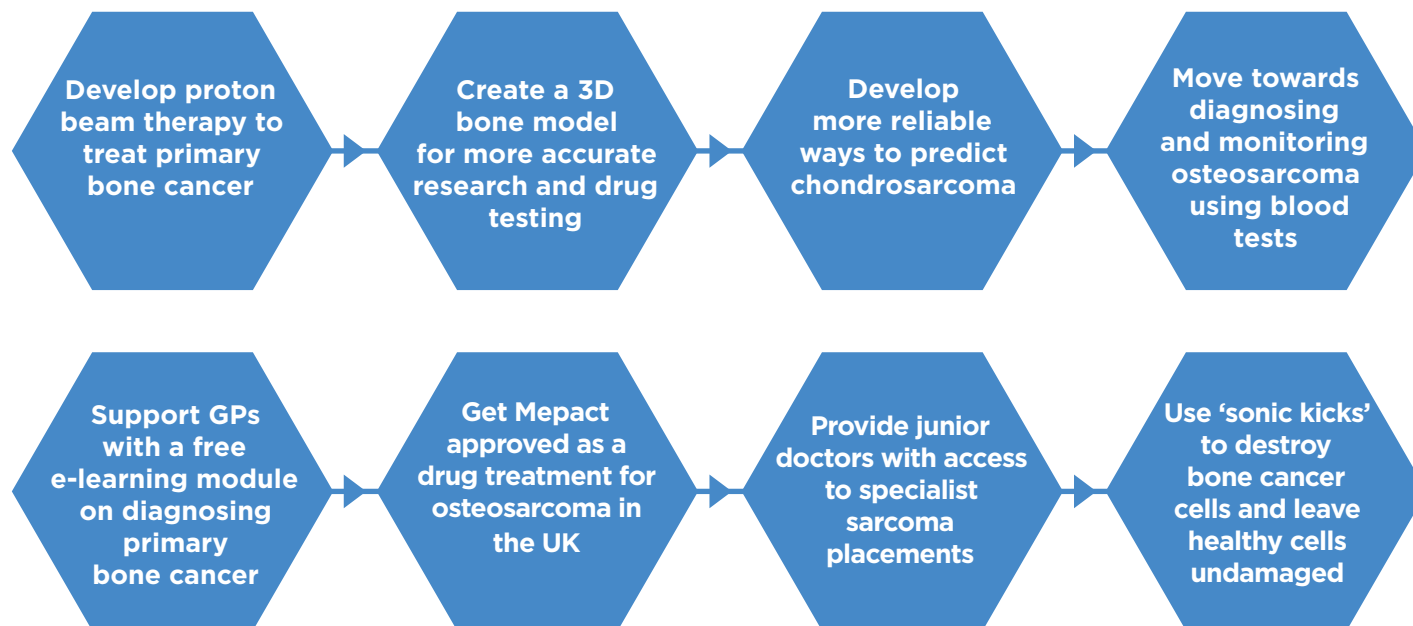 Develop proton
beam therapy to
treat primary
bone cancer
Create a 3D
bone model
for more accurate
research and drug
testing
Develop
more reliable
ways to predict
chondrosarcoma
Move towards
diagnosing
and monitoring
osteosarcoma
using blood
tests
Support GPs
with a free
e-learning module
on diagnosing
primary
bone cancer
Get Mepact
approved as a
drug treatment for
osteosarcoma in
the UK
Provide junior
doctors with access
to specialist
sarcoma
placements
Use ‘sonic kicks’
to destroy
bone cancer
cells and leave
healthy cells
undamaged